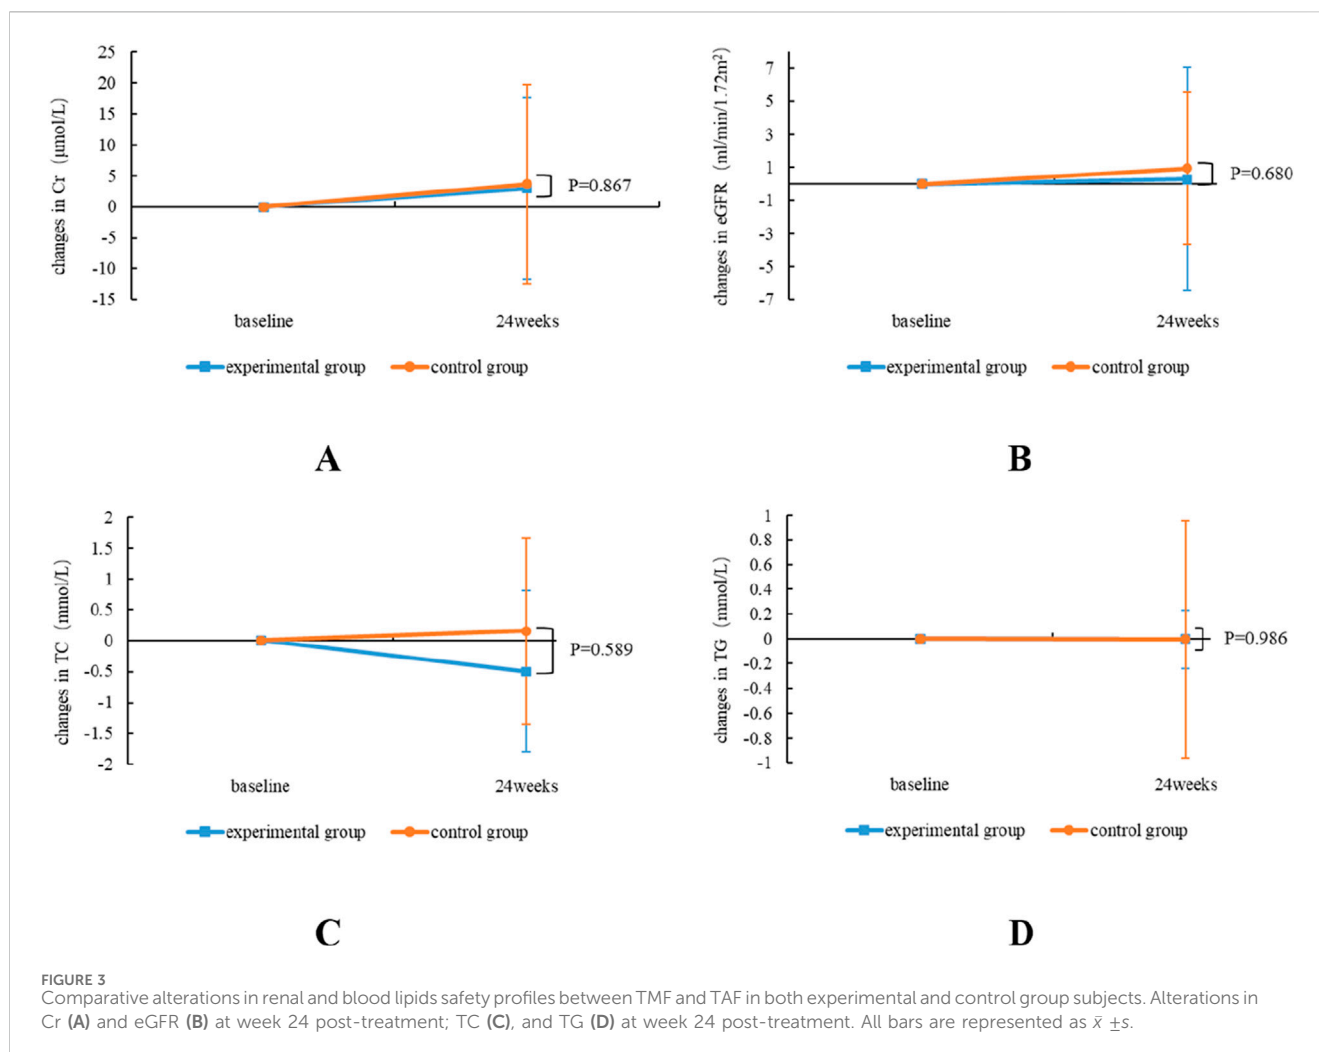 25
20
15
10
5
0
-5
-10
-15
changes in Cr (μmol/L)
P=0.867
baseline 24weeks
experimental group control group
A
7
5
3
1
-1
-3
-5
-7
changes in eGFR (ml/min/1.72m²)
P=0.680
baseline 24weeks
experimental group control group
B
2
1.5
1
0.5
0
-0.5
-1
-1.5
-2
changes in TC (mmol/L)
P=0.589
baseline 24weeks
experimental group control group
C
1
0.8
0.6
0.4
0.2
0
-0.2
-0.4
-0.6
-0.8
-1
changes in TG (mmol/L)
P=0.986
baseline 24weeks
experimental group control group
D
FIGURE 3
Comparative alterations in renal and blood lipids safety profiles between TMF and TAF in both experimental and control group subjects. Alterations in
Cr (A) and eGFR (B) at week 24 post-treatment; TC (C), and TG (D) at week 24 post-treatment. All bars are represented as x̄ ±s.